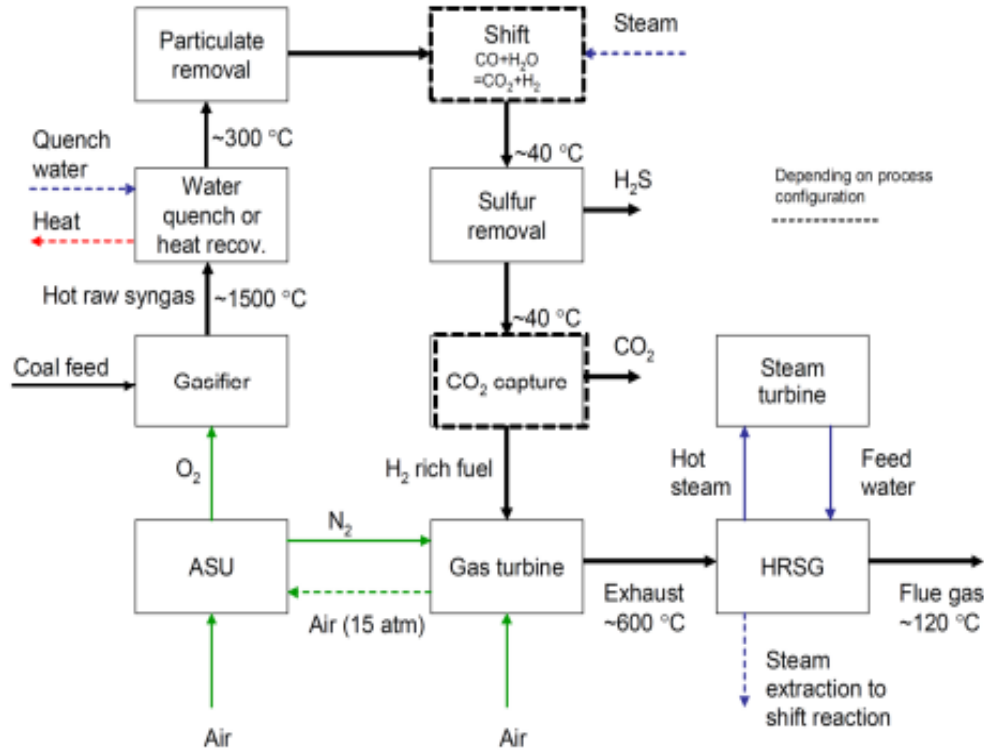 Particulate
removal
Shift
CO+H₂O
=CO₂+H₂
Steam
~300 °C
Quench
water
Heat
Water
quench or
heat recov.
~40 °C
H₂S
Sulfur
removal
Depending on process
configuration
Hot raw syngas
~1500 °C
~40 °C
CO₂
Coal feed
Gasifier
CO₂ capture
Steam
turbine
O₂
H₂ rich fuel
Hot
steam
Feed
water
N₂
ASU
Gas turbine
HRSG
Air (15 atm)
Exhaust
~600 °C
Flue gas
~120 °C
Steam
extraction to
shift reaction
Air
Air